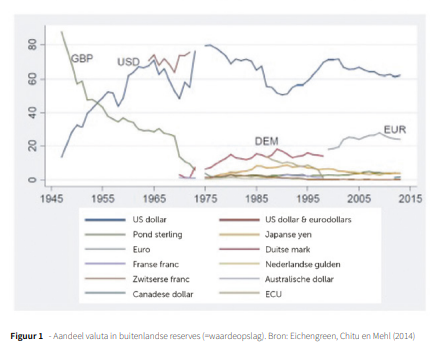 80
60
40
20
0
GBP
USD
DEM
EUR
1945 1955 1965 1975 1985 1995 2005 2015
US dollar US dollar & eurodollars
Pond sterling Japanse yen
Euro Duitse mark
Franse franc Nederlandse gulden
Zwitserse franc Australische dollar
Canadese dollar ECU
Figuur 1 - Aandeel valuta in buitenlandse reserves (=waardeopslag). Bron: Eichengreen, Chitu en Mehl (2014)